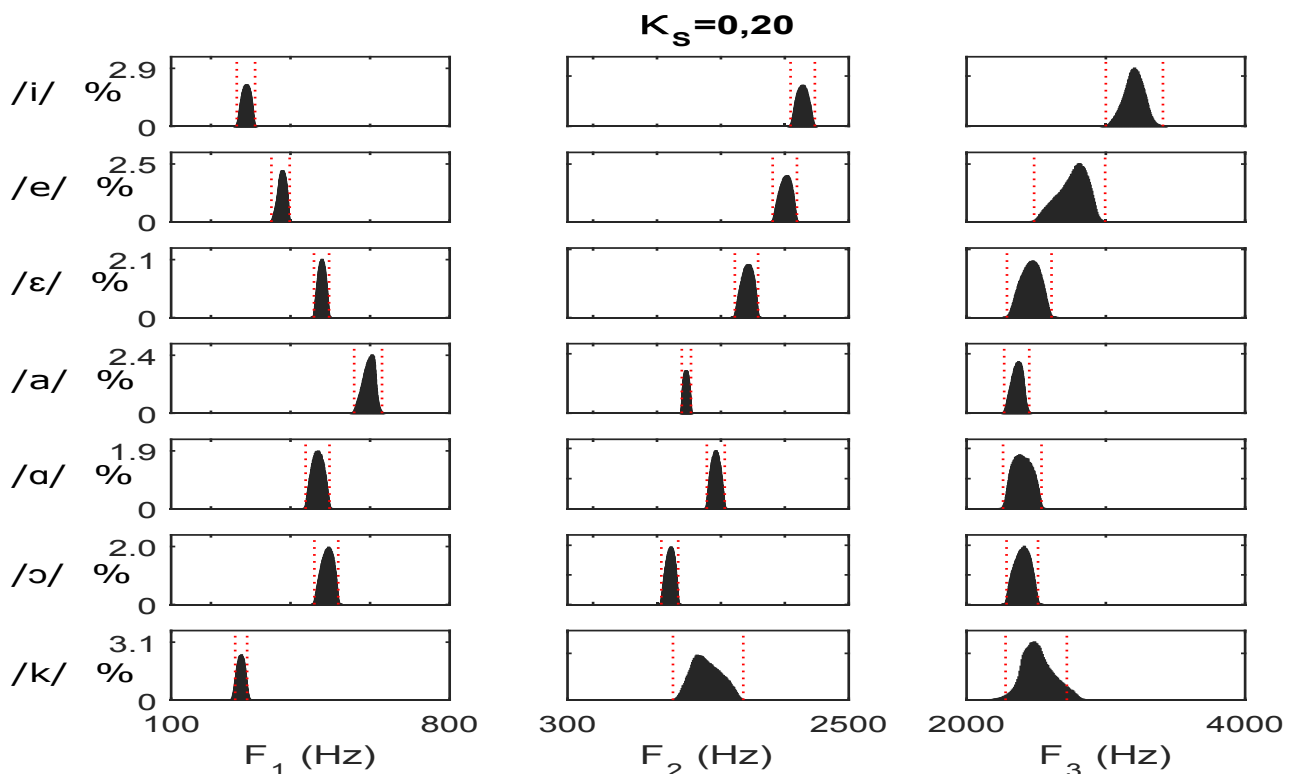 K_s=0,20
/i/ % 2.9
0
/e/ % 2.5
0
/ɛ/ % 2.1
0
/a/ % 2.4
0
/ɑ/ % 1.9
0
/ɔ/ % 2.0
0
/k/ % 3.1
0
100 800 300 2500 2000 4000
F_1 (Hz) F_2 (Hz) F_3 (Hz)